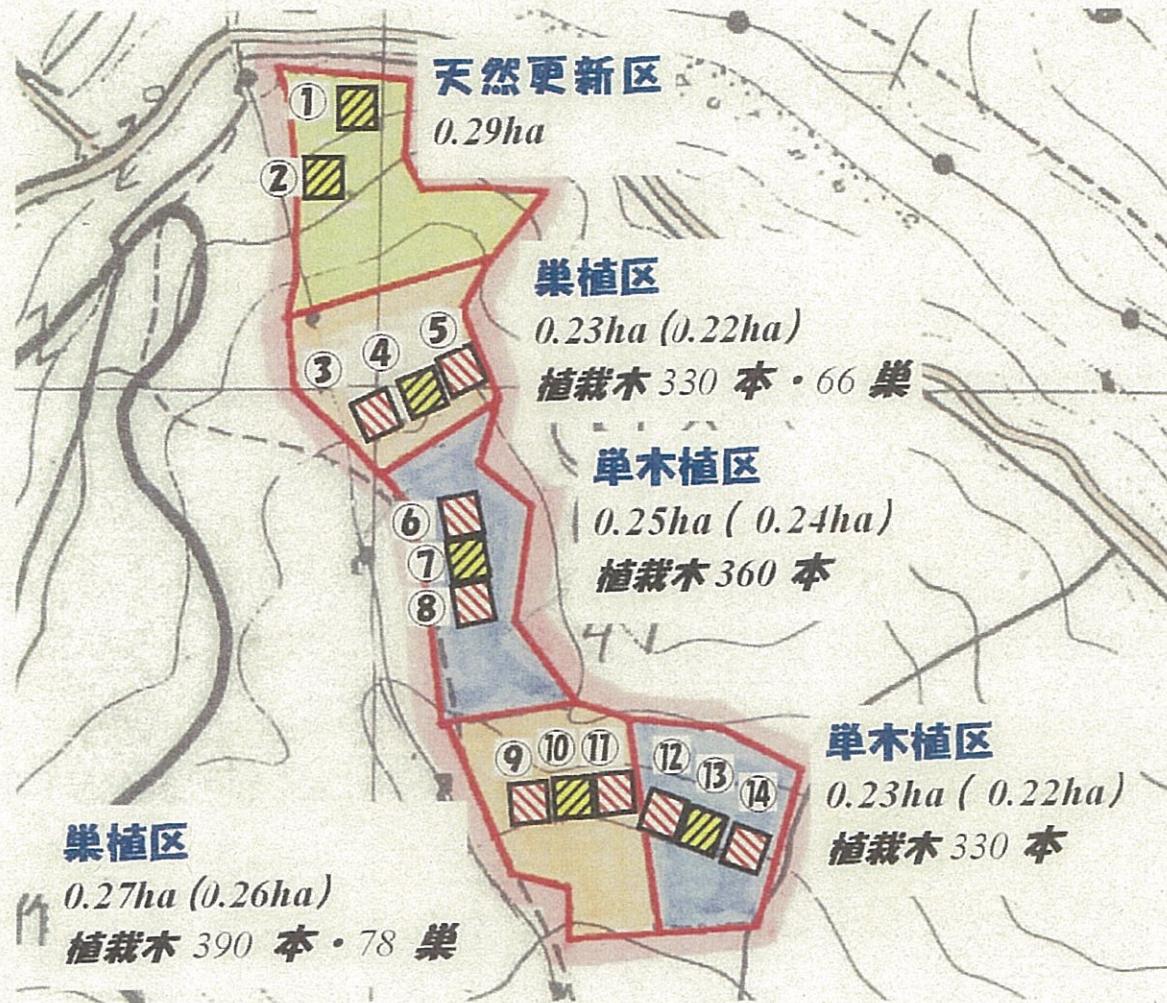 天然更新区
0.29ha
①
②
巣植区
0.23ha (0.22ha)
植栽木 330 本・66 巣
③ ④ ⑤
単木植区
0.25ha ( 0.24ha)
植栽木 360 本
⑥
⑦
⑧
単木植区
0.23ha ( 0.22ha)
植栽木 330 本
⑨ ⑩ ⑪ ⑫ ⑬ ⑭
巣植区
0.27ha (0.26ha)
植栽木 390 本・78 巣